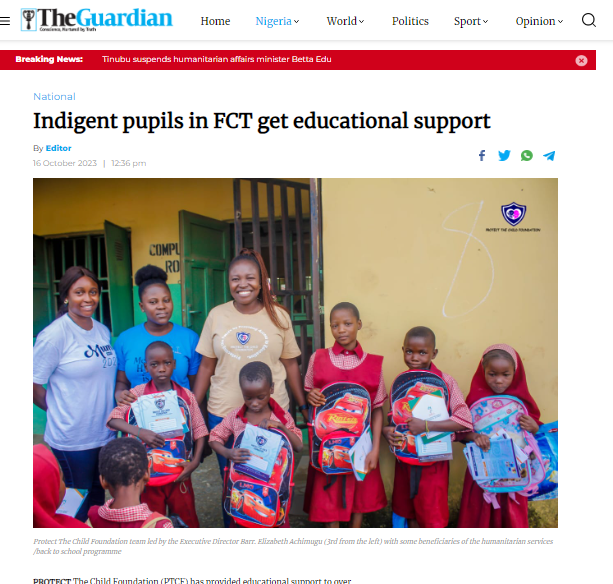 The Guardian
Conscience, Nurtured by Truth
Home Nigeria World Politics Sport Opinion
Breaking News: Tinubu suspends humanitarian affairs minister Betta Edu
National
Indigent pupils in FCT get educational support
By Editor
16 October 2023 | 12:36 pm
PROTECT THE CHILD FOUNDATION
8
COMPU
RO
Protect The Child Foundation team led by the Executive Director Barr. Elizabeth Achimugu (3rd from the left) with some beneficiaries of the humanitarian services
/back to school programme
PROTECT The Child Foundation (PTCF) has provided educational support to over